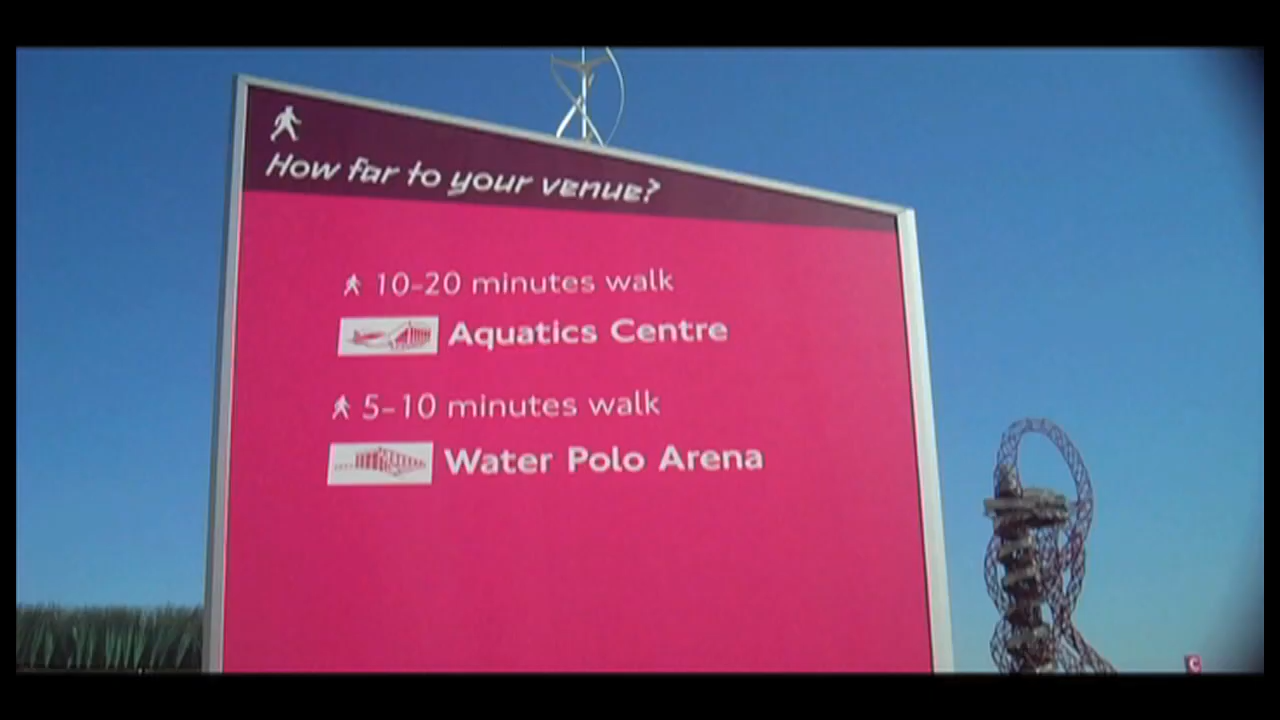 How far to your venue?
10-20 minutes walk
Aquatics Centre
5-10 minutes walk
Water Polo Arena
C